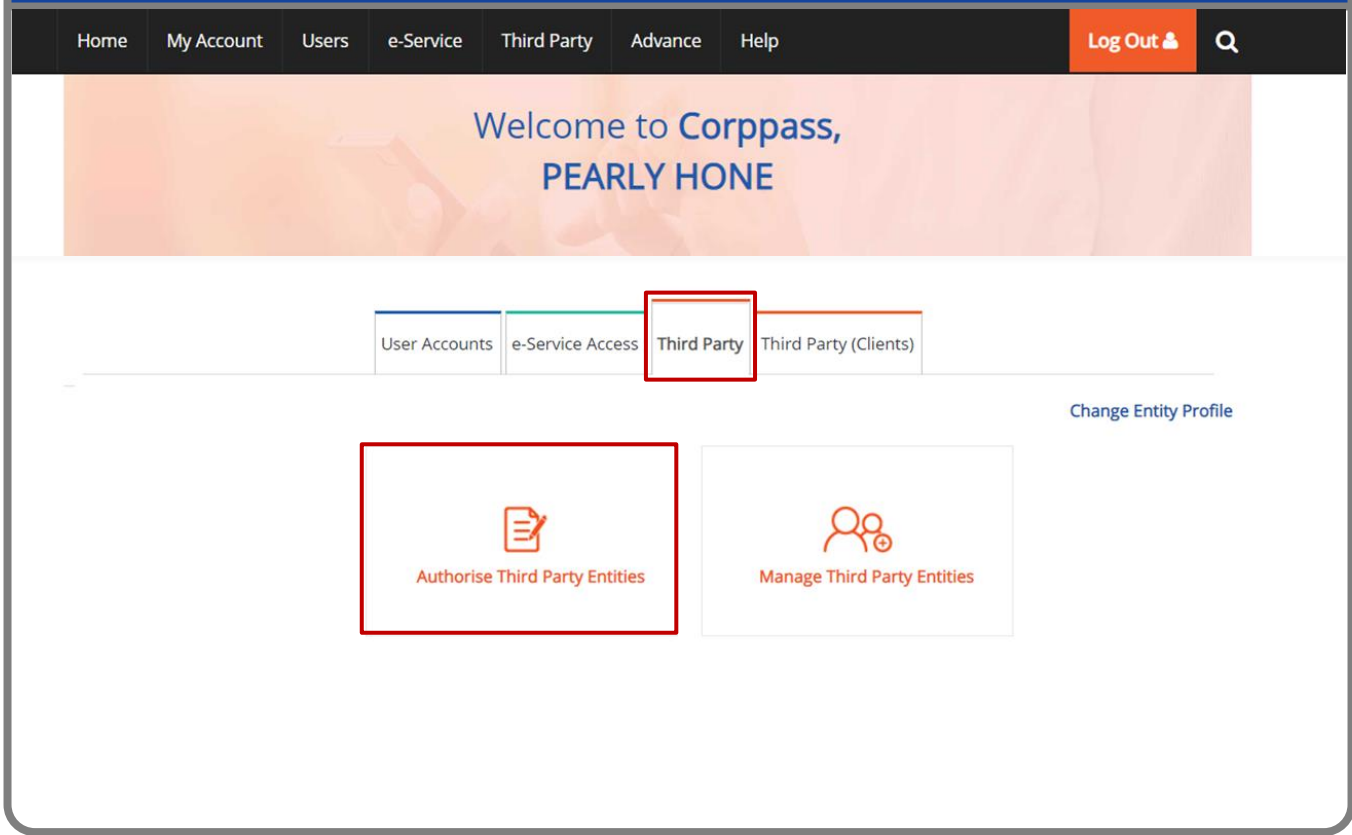 Home My Account Users e-Service Third Party Advance Help Log Out
Welcome to Corppass,
PEARLY HONE
User Accounts e-Service Access Third Party Third Party (Clients)
Change Entity Profile
Authorise Third Party Entities Manage Third Party Entities